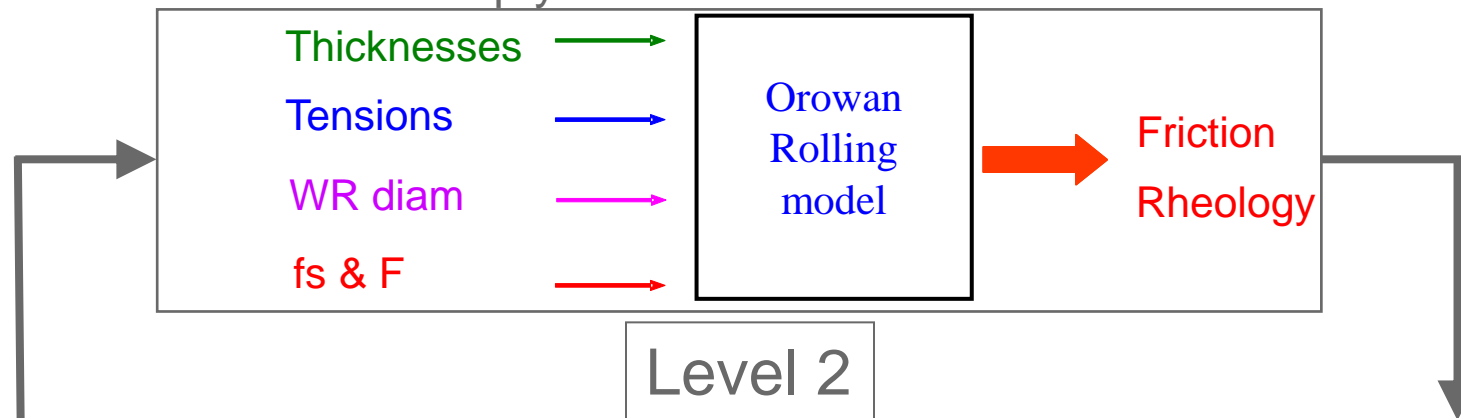 Thicknesses
Tensions
WR diam
fs & F
Orowan
Rolling
model
Friction
Rheology
Level 2